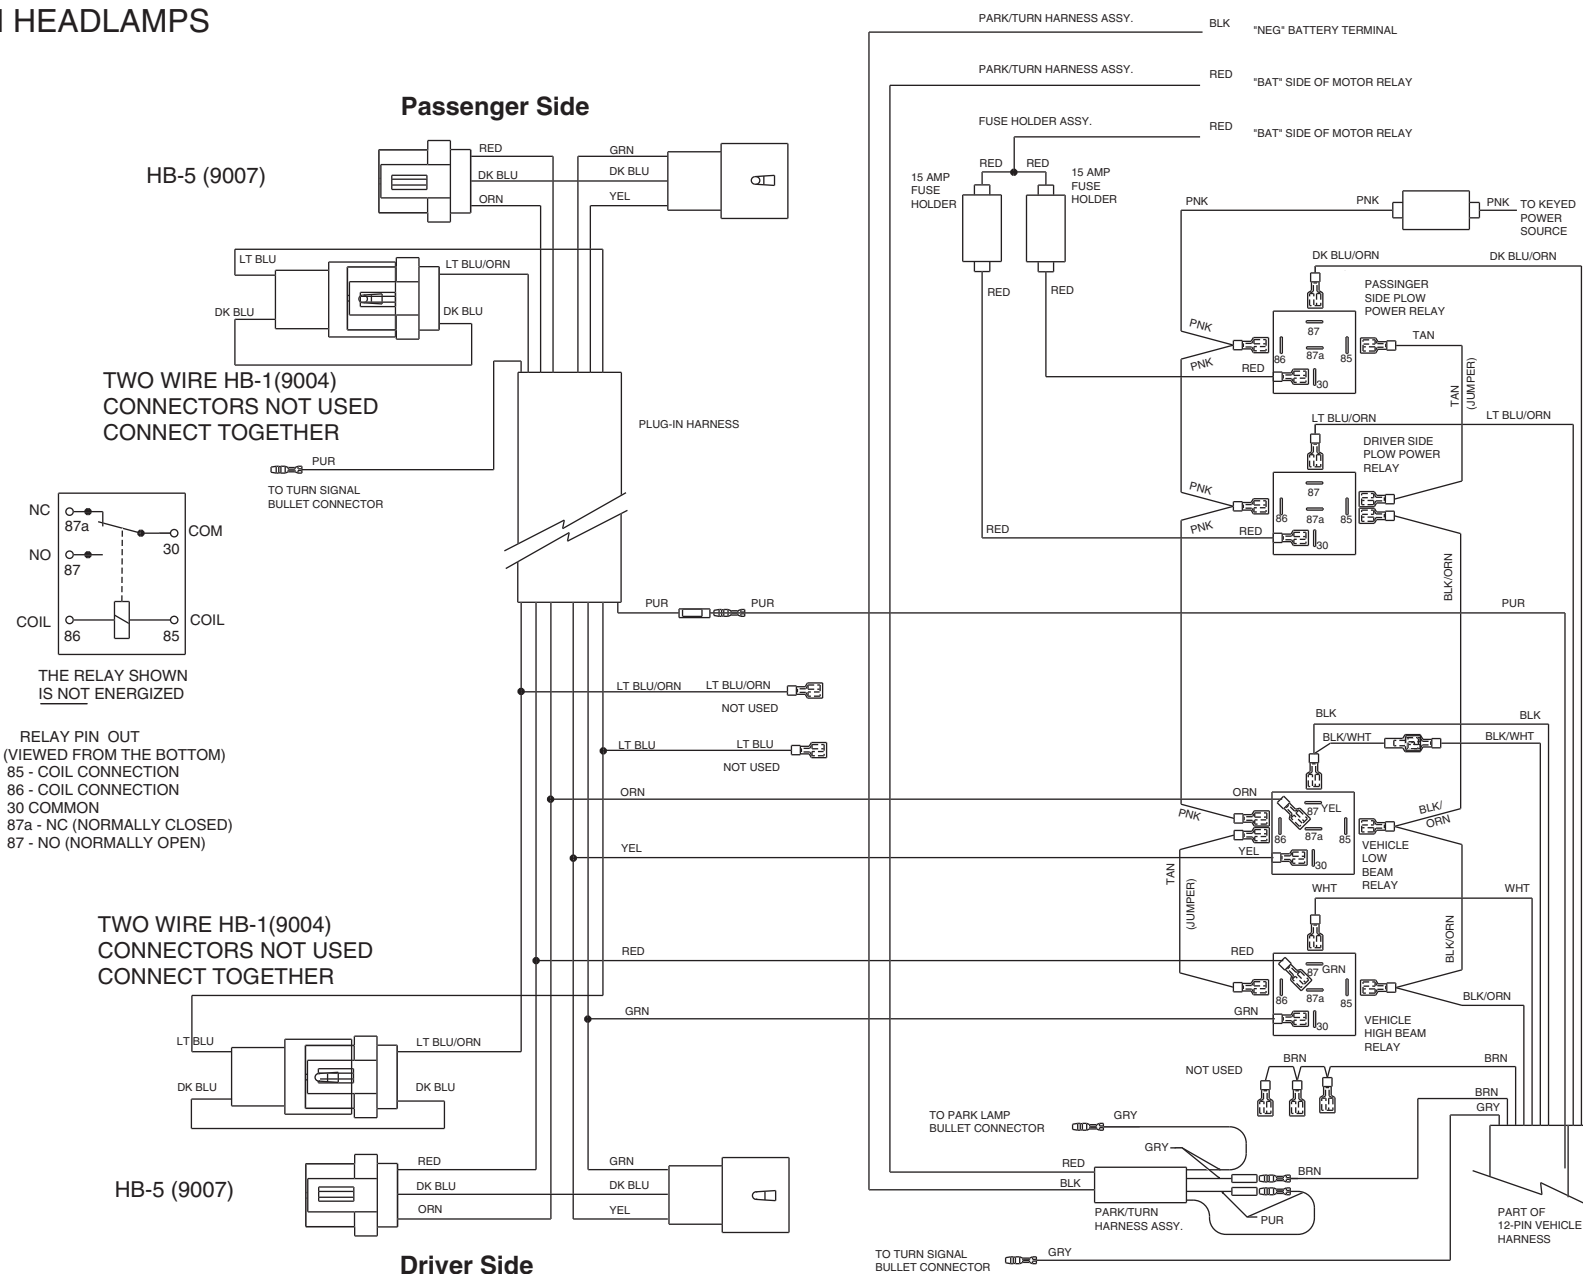 HEADLAMPS
Passenger Side
HB-5 (9007)
RED
DK BLU
ORN
GRN
DK BLU
YEL
LT BLU
LT BLU/ORN
DK BLU
DK BLU
TWO WIRE HB-1(9004)
CONNECTORS NOT USED
CONNECT TOGETHER
PUR
TO TURN SIGNAL
BULLET CONNECTOR
PLUG-IN HARNESS
NC
87a
COM
30
NO
87
COIL
86
85
COIL
THE RELAY SHOWN
IS NOT ENERGIZED
RELAY PIN OUT
(VIEWED FROM THE BOTTOM)
85 - COIL CONNECTION
86 - COIL CONNECTION
30 COMMON
87a - NC (NORMALLY CLOSED)
87 - NO (NORMALLY OPEN)
PUR
PUR
PUR
LT BLU/ORN
LT BLU/ORN
NOT USED
LT BLU
LT BLU
NOT USED
ORN
ORN
YEL
YEL
RED
RED
GRN
GRN
TWO WIRE HB-1(9004)
CONNECTORS NOT USED
CONNECT TOGETHER
LT BLU
LT BLU/ORN
DK BLU
DK BLU
HB-5 (9007)
RED
DK BLU
ORN
GRN
DK BLU
YEL
Driver Side
PARK/TURN HARNESS ASSY.
BLK
"NEG" BATTERY TERMINAL
PARK/TURN HARNESS ASSY.
RED
"BAT" SIDE OF MOTOR RELAY
FUSE HOLDER ASSY.
RED
"BAT" SIDE OF MOTOR RELAY
RED
RED
15 AMP
FUSE
HOLDER
15 AMP
FUSE
HOLDER
RED
RED
PNK
PNK
PNK
TO KEYED
POWER
SOURCE
DK BLU/ORN
DK BLU/ORN
PASSINGER
SIDE PLOW
POWER RELAY
PNK
PNK
RED
87
86
87a
85
30
TAN
TAN
(JUMPER)
LT BLU/ORN
LT BLU/ORN
DRIVER SIDE
PLOW POWER
RELAY
PNK
PNK
RED
RED
87
86
87a
85
30
BLK/ORN
BLK
BLK
BLK/WHT
BLK/WHT
PNK
87 YEL
86
87a
85
30
BLK/
ORN
VEHICLE
LOW
BEAM
RELAY
TAN
(JUMPER)
WHT
WHT
87 GRN
86
87a
85
30
BLK/ORN
BLK/ORN
VEHICLE
HIGH BEAM
RELAY
NOT USED
BRN
BRN
BRN
GRY
TO PARK LAMP
BULLET CONNECTOR
GRY
GRY
RED
BLK
BRN
PARK/TURN
HARNESS ASSY.
PUR
PART OF
12-PIN VEHICLE
HARNESS
TO TURN SIGNAL
BULLET CONNECTOR
GRY